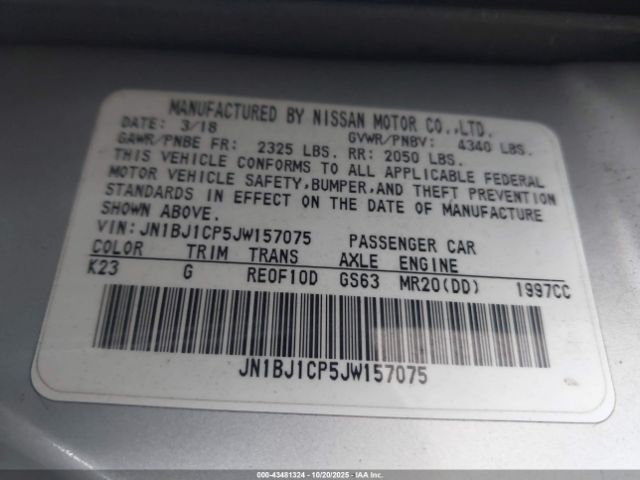 MANUFACTURED BY NISSAN MOTOR CO.,LTD.
DATE: 3/18 GVWR/PNBV: 4340 LBS.
GAWR/PNBE FR: 2325 LBS. RR: 2050 LBS.
THIS VEHICLE CONFORMS TO ALL APPLICABLE FEDERAL
MOTOR VEHICLE SAFETY,BUMPER,AND THEFT PREVENTION
STANDARDS IN EFFECT ON THE DATE OF MANUFACTURE
SHOWN ABOVE.
VIN:JN1BJ1CP5JW157075 PASSENGER CAR
COLOR TRIM TRANS AXLE ENGINE
K23 G RE0F10D GS63 MR20(DD) 1997CC
JN1BJ1CP5JW157075
000-43481324 | 10/20/2025 | IAA Inc.